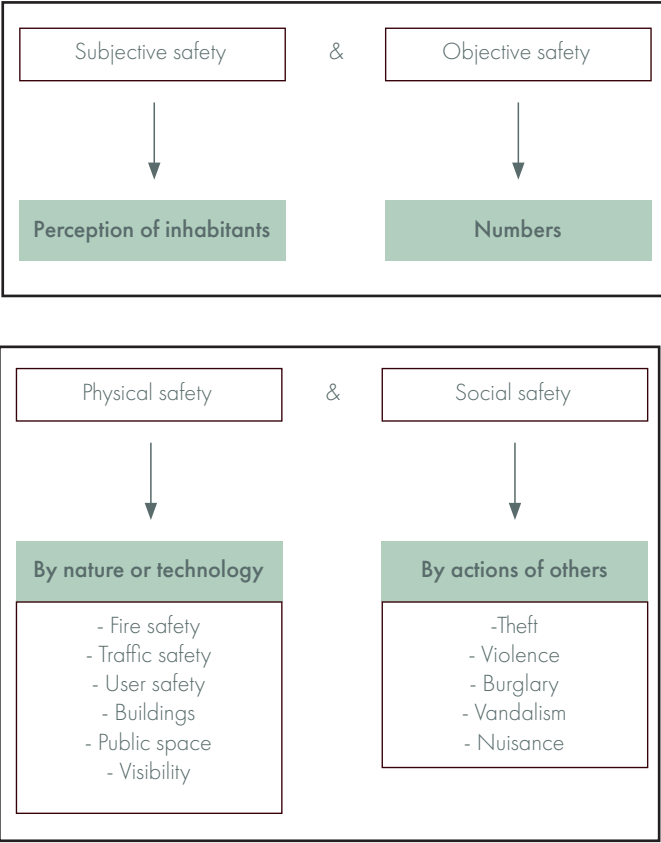 Subjective safety & Objective safety
Perception of inhabitants Numbers
Physical safety & Social safety
By nature or technology By actions of others
- Fire safety
- Traffic safety
- User safety
- Buildings
- Public space
- Visibility
-Theft
- Violence
- Burglary
- Vandalism
- Nuisance